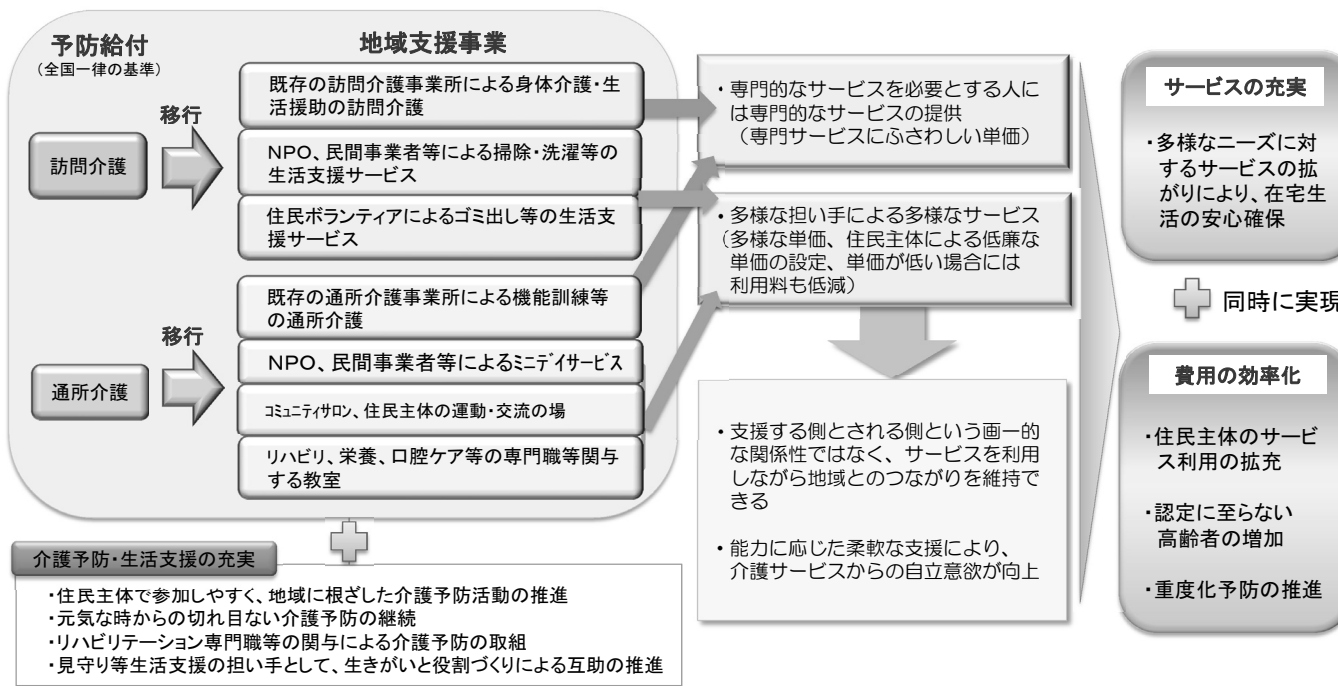 予防給付
(全国一律の基準)
地域支援事業
移行
訪問介護
既存の訪問介護事業所による身体介護・生
活援助の訪問介護
NPO、民間事業者等による掃除・洗濯等の
生活支援サービス
住民ボランティアによるゴミ出し等の生活支
援サービス
移行
通所介護
既存の通所介護事業所による機能訓練等
の通所介護
NPO、民間事業者等によるミニデイサービス
コミュニティサロン、住民主体の運動・交流の場
リハビリ、栄養、口腔ケア等の専門職等関与
する教室
介護予防・生活支援の充実
・住民主体で参加しやすく、地域に根ざした介護予防活動の推進
・元気な時からの切れ目ない介護予防の継続
・リハビリテーション専門職等の関与による介護予防の取組
・見守り等生活支援の担い手として、生きがいと役割づくりによる互助の推進
・専門的なサービスを必要とする人に
は専門的なサービスの提供
(専門サービスにふさわしい単価)
・多様な担い手による多様なサービス
(多様な単価、住民主体による低廉な
単価の設定、単価が低い場合には
利用料も低減)
・支援する側とされる側という画一的
な関係性ではなく、サービスを利用
しながら地域とのつながりを維持で
きる
・能力に応じた柔軟な支援により、
介護サービスからの自立意欲が向上
サービスの充実
・多様なニーズに対
するサービスの拡
がりにより、在宅生
活の安心確保
同時に実現
費用の効率化
・住民主体のサービ
ス利用の拡充
・認定に至らない
高齢者の増加
・重度化予防の推進